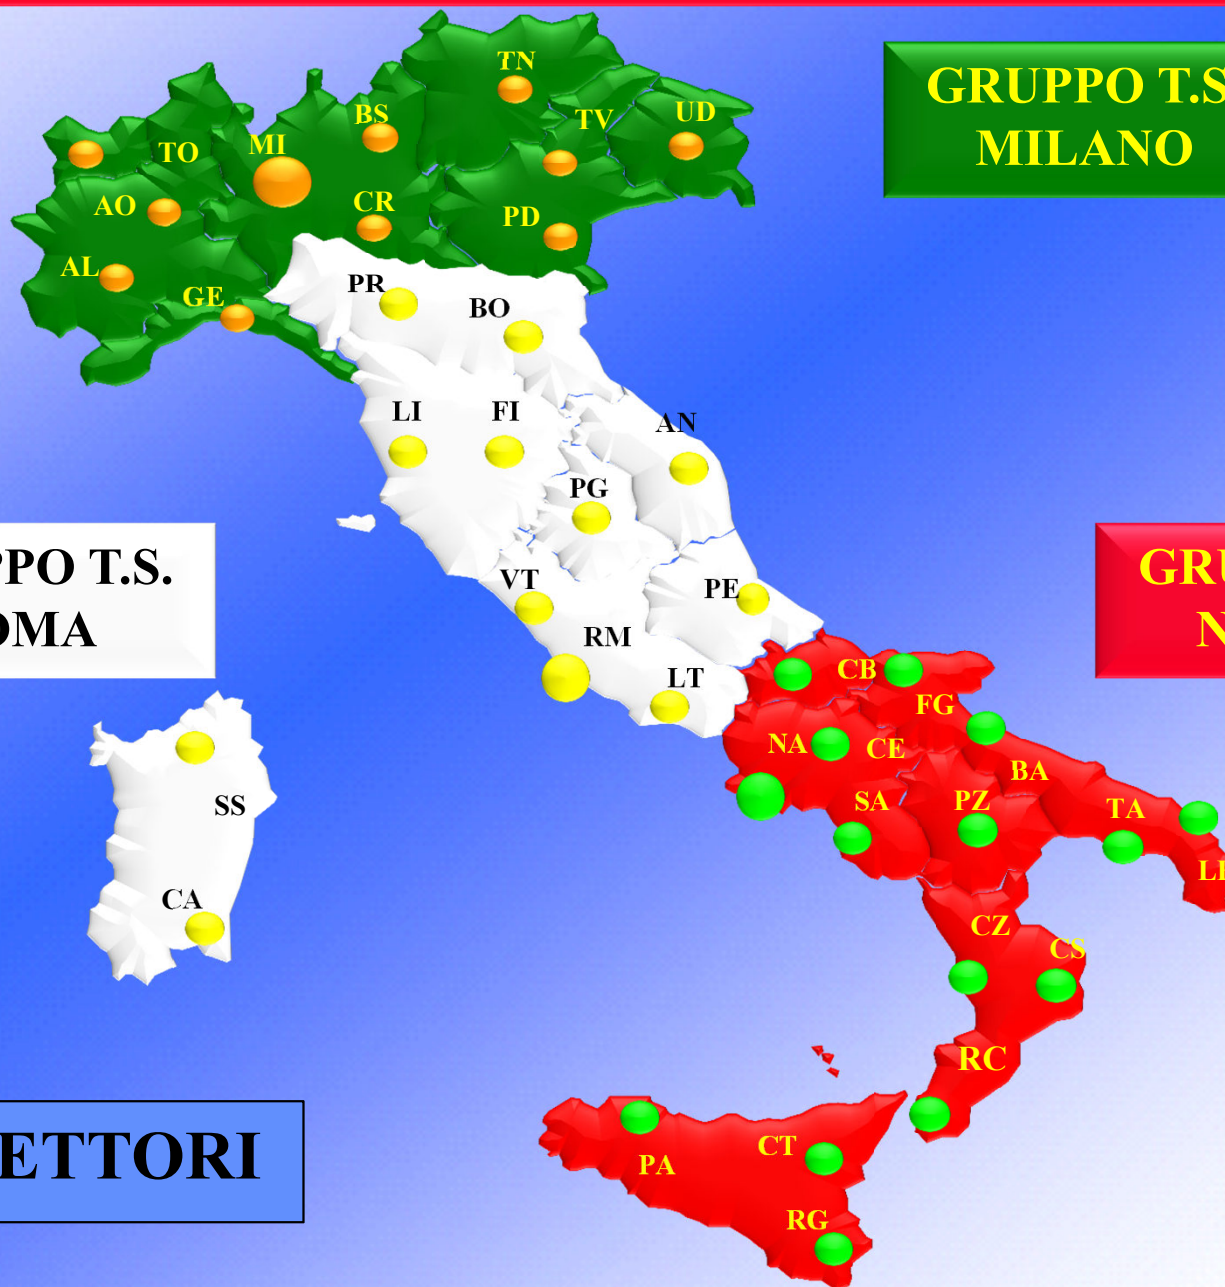 GRUPPO T.S
MILANO
TN
BS
TV
UD
MI
TO
AO
CR
PD
AL
GE
PR
BO
LI
FI
AN
PG
PPO T.S.
OMA
GRU
N
VT
PE
RM
LT
CB
FG
NA
CE
BA
SS
SA
PZ
TA
LE
CA
CZ
CS
RC
ETTORI
CT
PA
RG